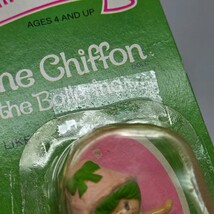 AGES 4 AND UP
ne Chiffon
the Ballerina